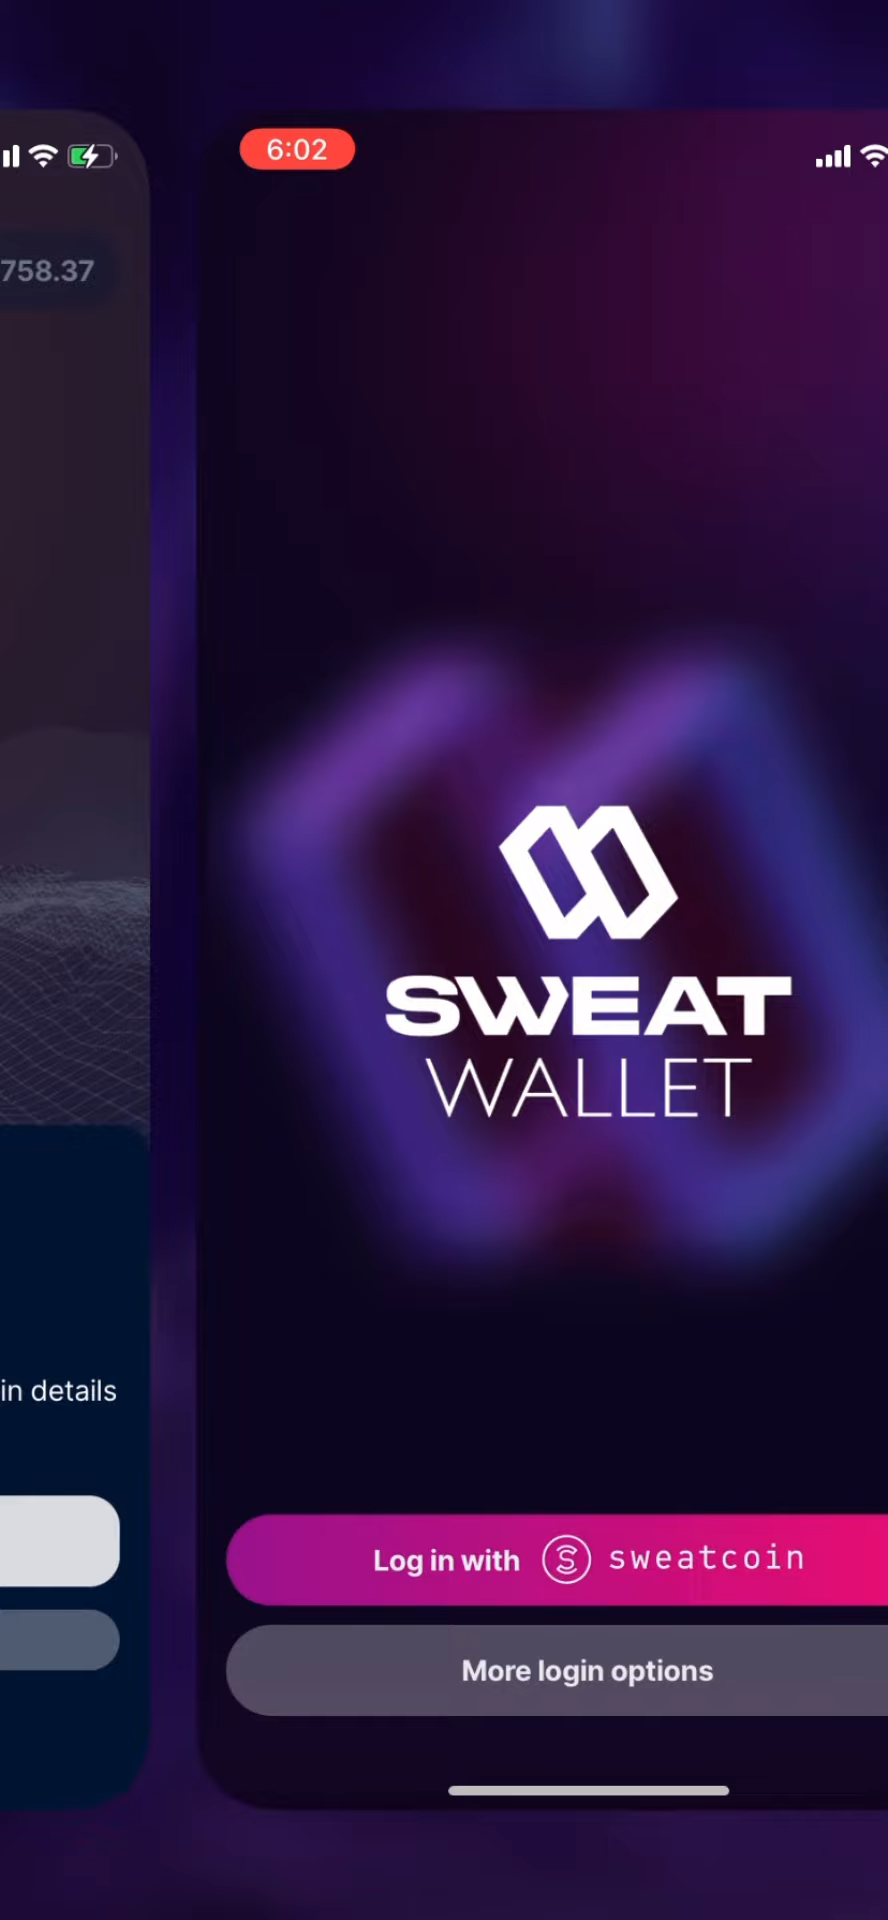 6:02
758.37
SWEAT
WALLET
in details
Log in with sweatcoin
More login options